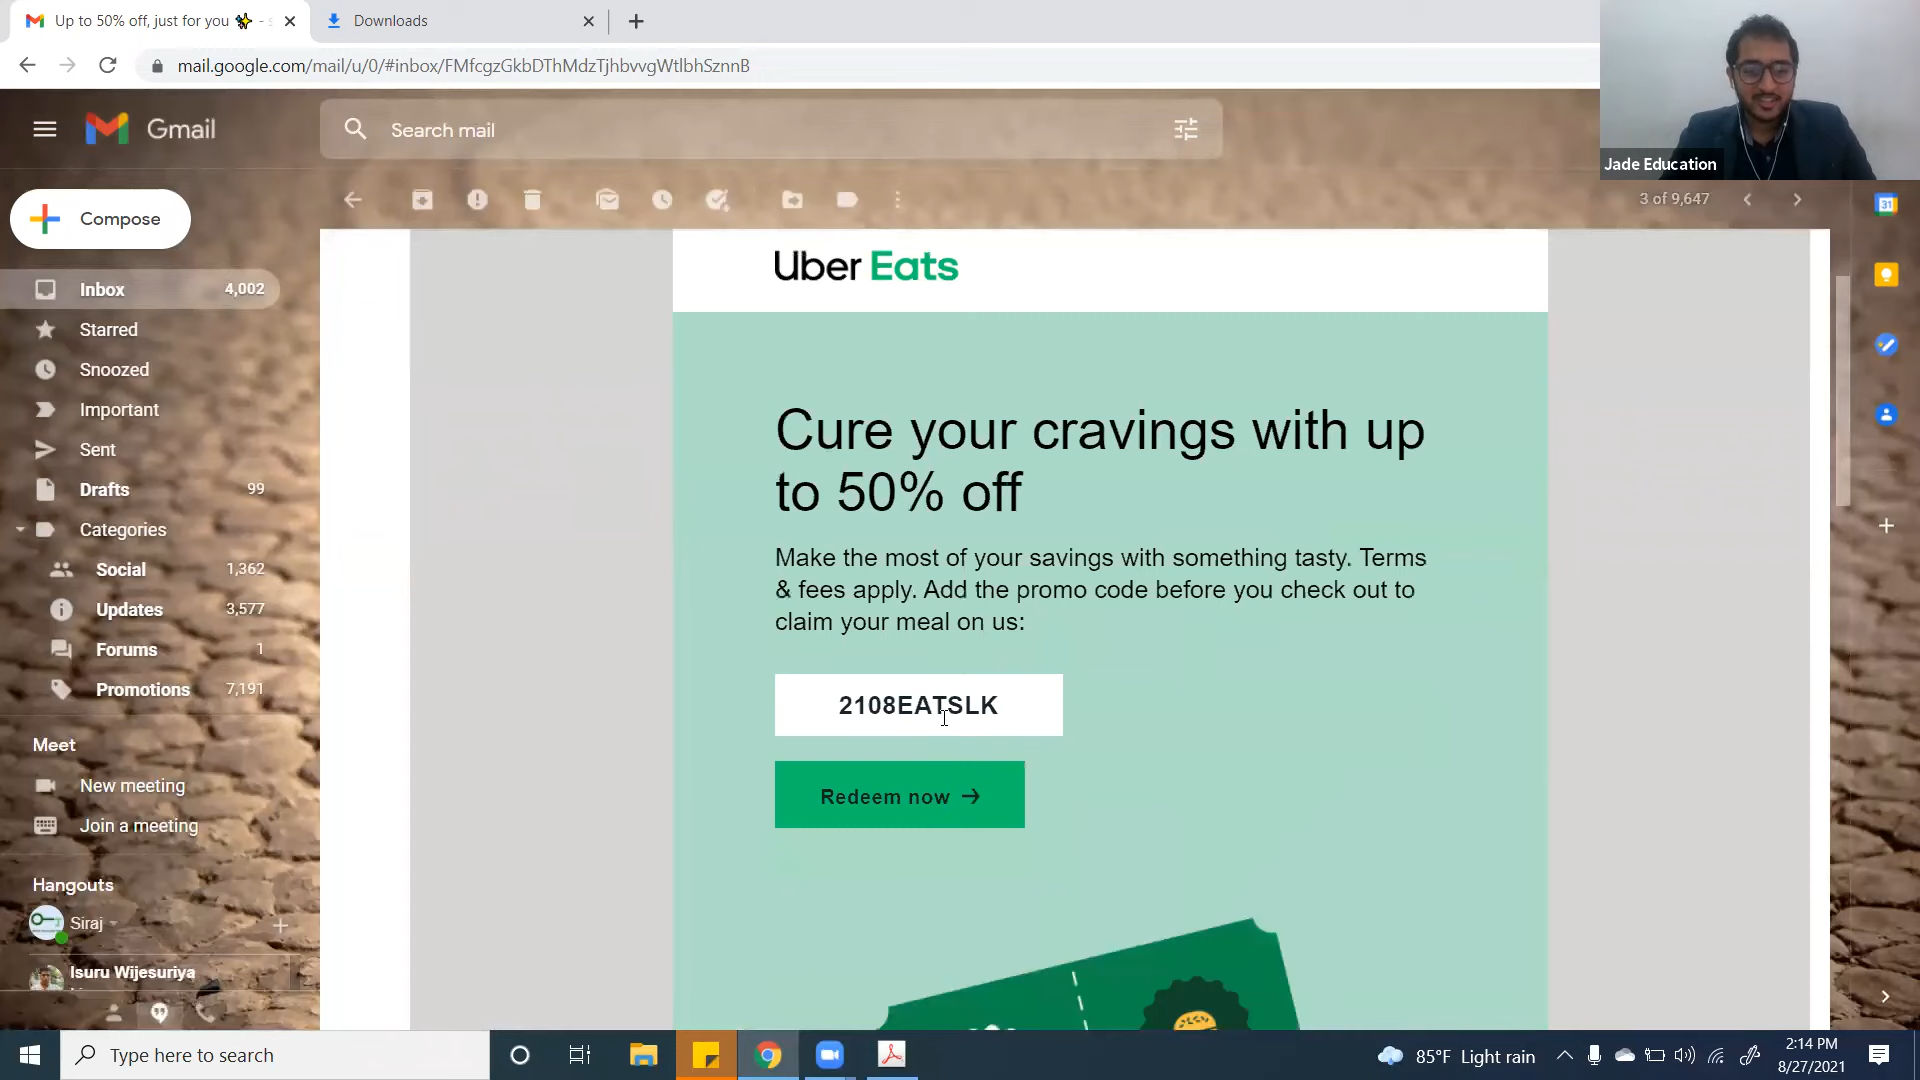 Up to 50% off, just for you
Downloads
mail.google.com/mail/u/0/#inbox/FMfcgzGkbDThMdzTjhbvvgWtlbhSznnB
Gmail
Search mail
Jade Education
3 of 9,647
Compose
Inbox 4,002
Starred
Snoozed
Important
Sent
Drafts 99
Categories
Social 1,362
Updates 3,577
Forums 1
Promotions 7,191
Meet
New meeting
Join a meeting
Hangouts
Siraj
Isuru Wijesuriya
Uber Eats
Cure your cravings with up
to 50% off
Make the most of your savings with something tasty. Terms
& fees apply. Add the promo code before you check out to
claim your meal on us:
2108EATSLK
Redeem now →
31
Type here to search
85°F Light rain
2:14 PM
8/27/2021